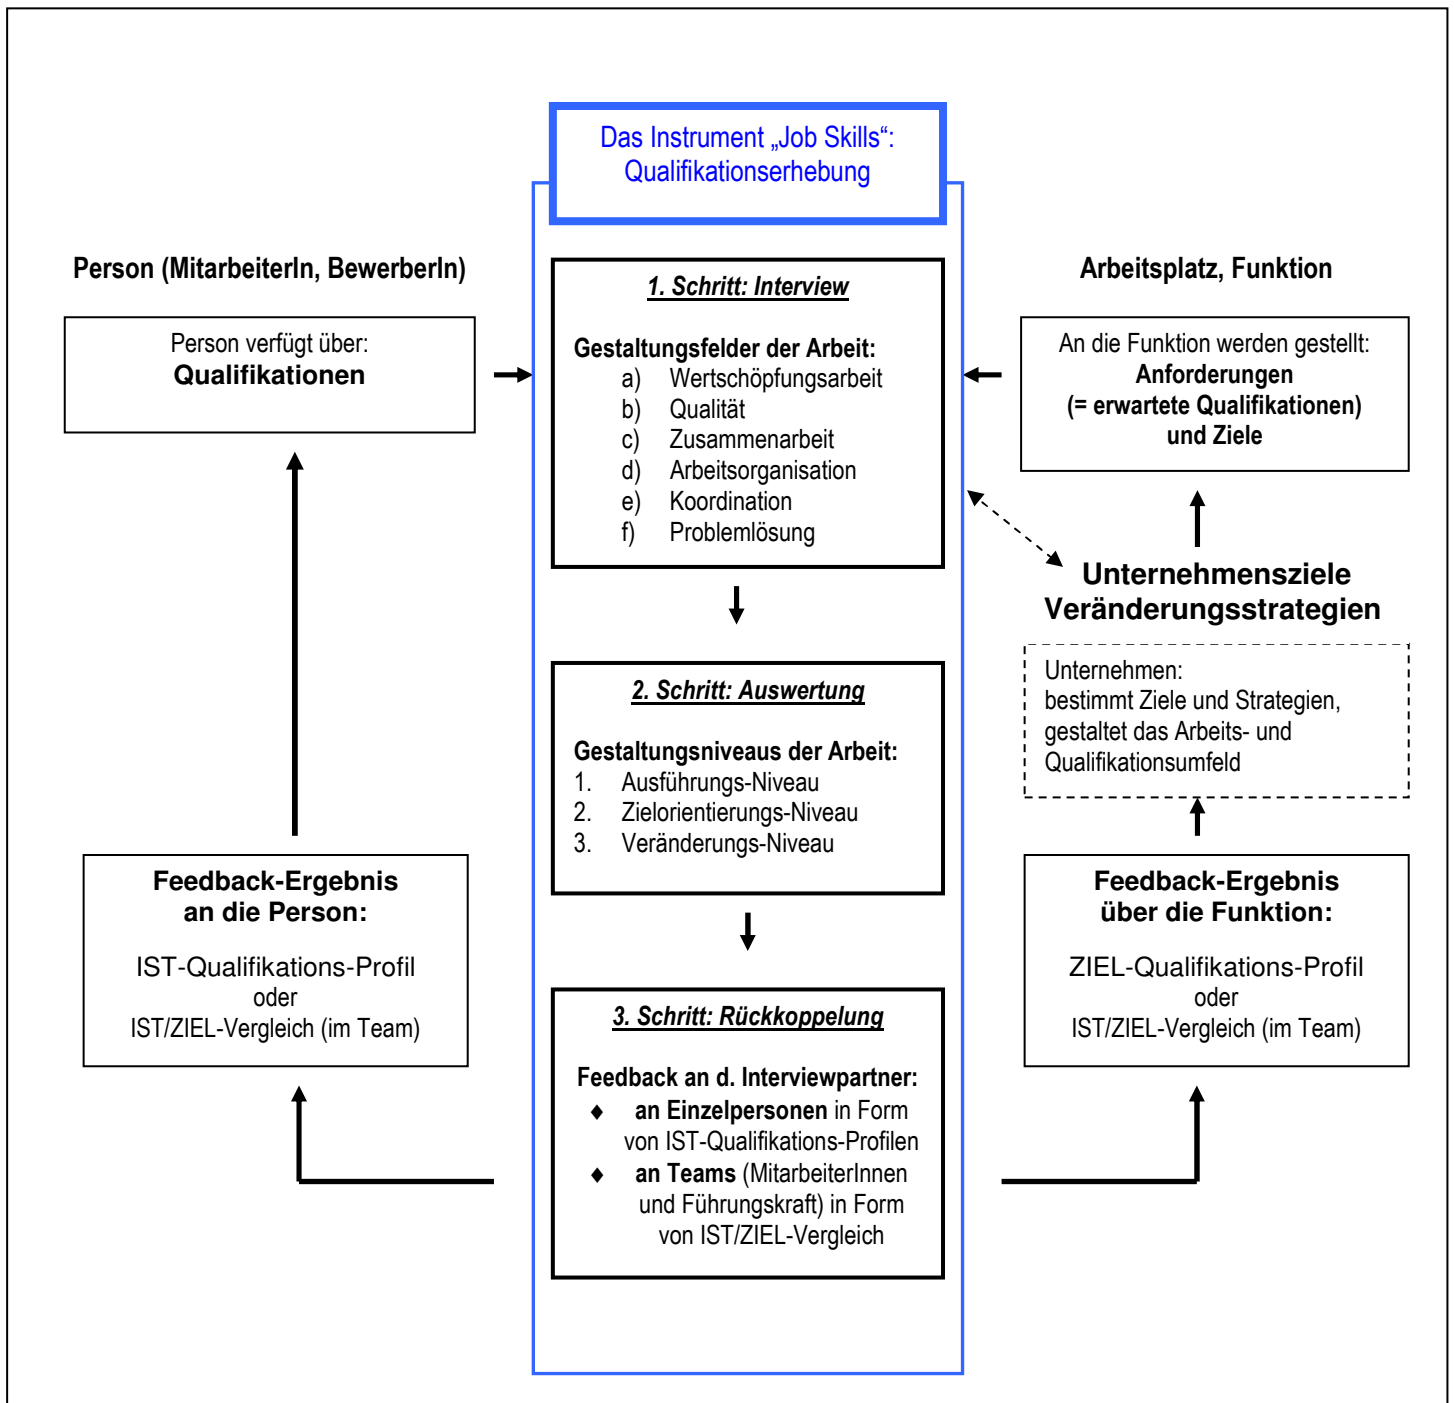 Das Instrument „Job Skills“:
Qualifikationserhebung
Person (MitarbeiterIn, BewerberIn)
Person verfügt über:
Qualifikationen
1. Schritt: Interview
Gestaltungsfelder der Arbeit:
a) Wertschöpfungsarbeit
b) Qualität
c) Zusammenarbeit
d) Arbeitsorganisation
e) Koordination
f) Problemlösung
Arbeitsplatz, Funktion
An die Funktion werden gestellt:
Anforderungen
(= erwartete Qualifikationen)
und Ziele
Unternehmensziele
Veränderungsstrategien
Unternehmen:
bestimmt Ziele und Strategien,
gestaltet das Arbeits- und
Qualifikationsumfeld
2. Schritt: Auswertung
Gestaltungsniveaus der Arbeit:
1. Ausführungs-Niveau
2. Zielorientierungs-Niveau
3. Veränderungs-Niveau
Feedback-Ergebnis
an die Person:
IST-Qualifikations-Profil
oder
IST/ZIEL-Vergleich (im Team)
3. Schritt: Rückkoppelung
Feedback an d. Interviewpartner:
♦ an Einzelpersonen in Form
von IST-Qualifikations-Profilen
♦ an Teams (MitarbeiterInnen
und Führungskraft) in Form
von IST/ZIEL-Vergleich
Feedback-Ergebnis
über die Funktion:
ZIEL-Qualifikations-Profil
oder
IST/ZIEL-Vergleich (im Team)